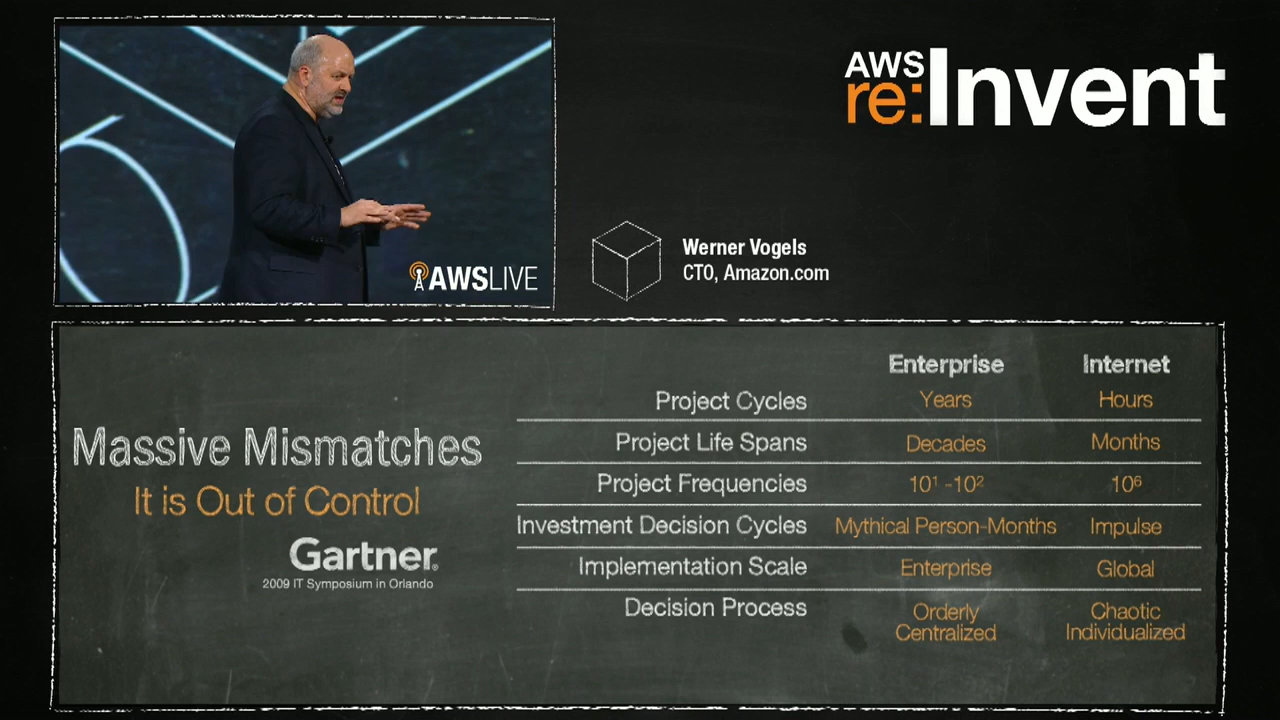 AWS
re:Invent
AWSLIVE
Werner Vogels
CTO, Amazon.com
Massive Mismatches
It is Out of Control
Gartner®
2009 IT Symposium in Orlando
Enterprise Internet
Project Cycles Years Hours
Project Life Spans Decades Months
Project Frequencies 10¹ -10² 10⁶
Investment Decision Cycles Mythical Person-Months Impulse
Implementation Scale Enterprise Global
Decision Process Orderly Chaotic
Centralized Individualized